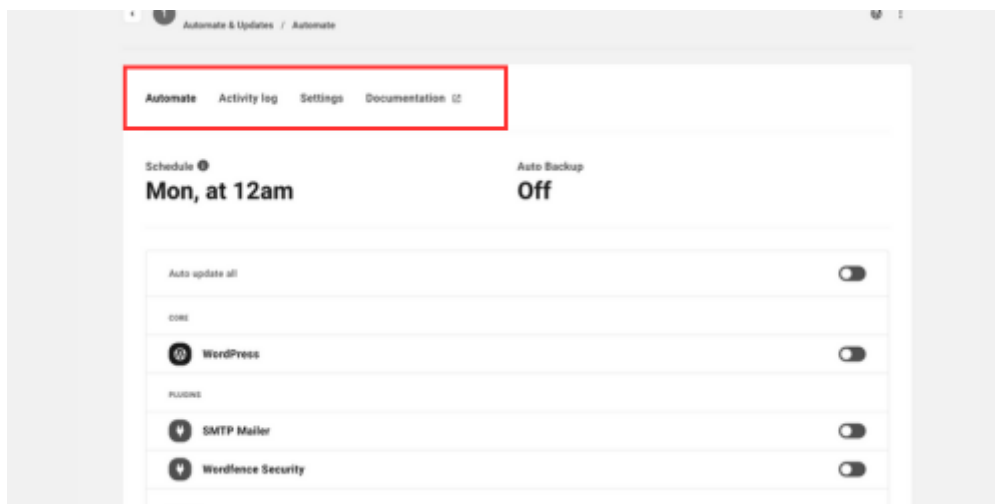 Automate & Updates / Automate
Automate Activity log Settings Documentation
Schedule
Auto Backup
Mon, at 12am
Off
Auto update all
CORE
WordPress
PLUGINS
SMTP Mailer
Wordfence Security